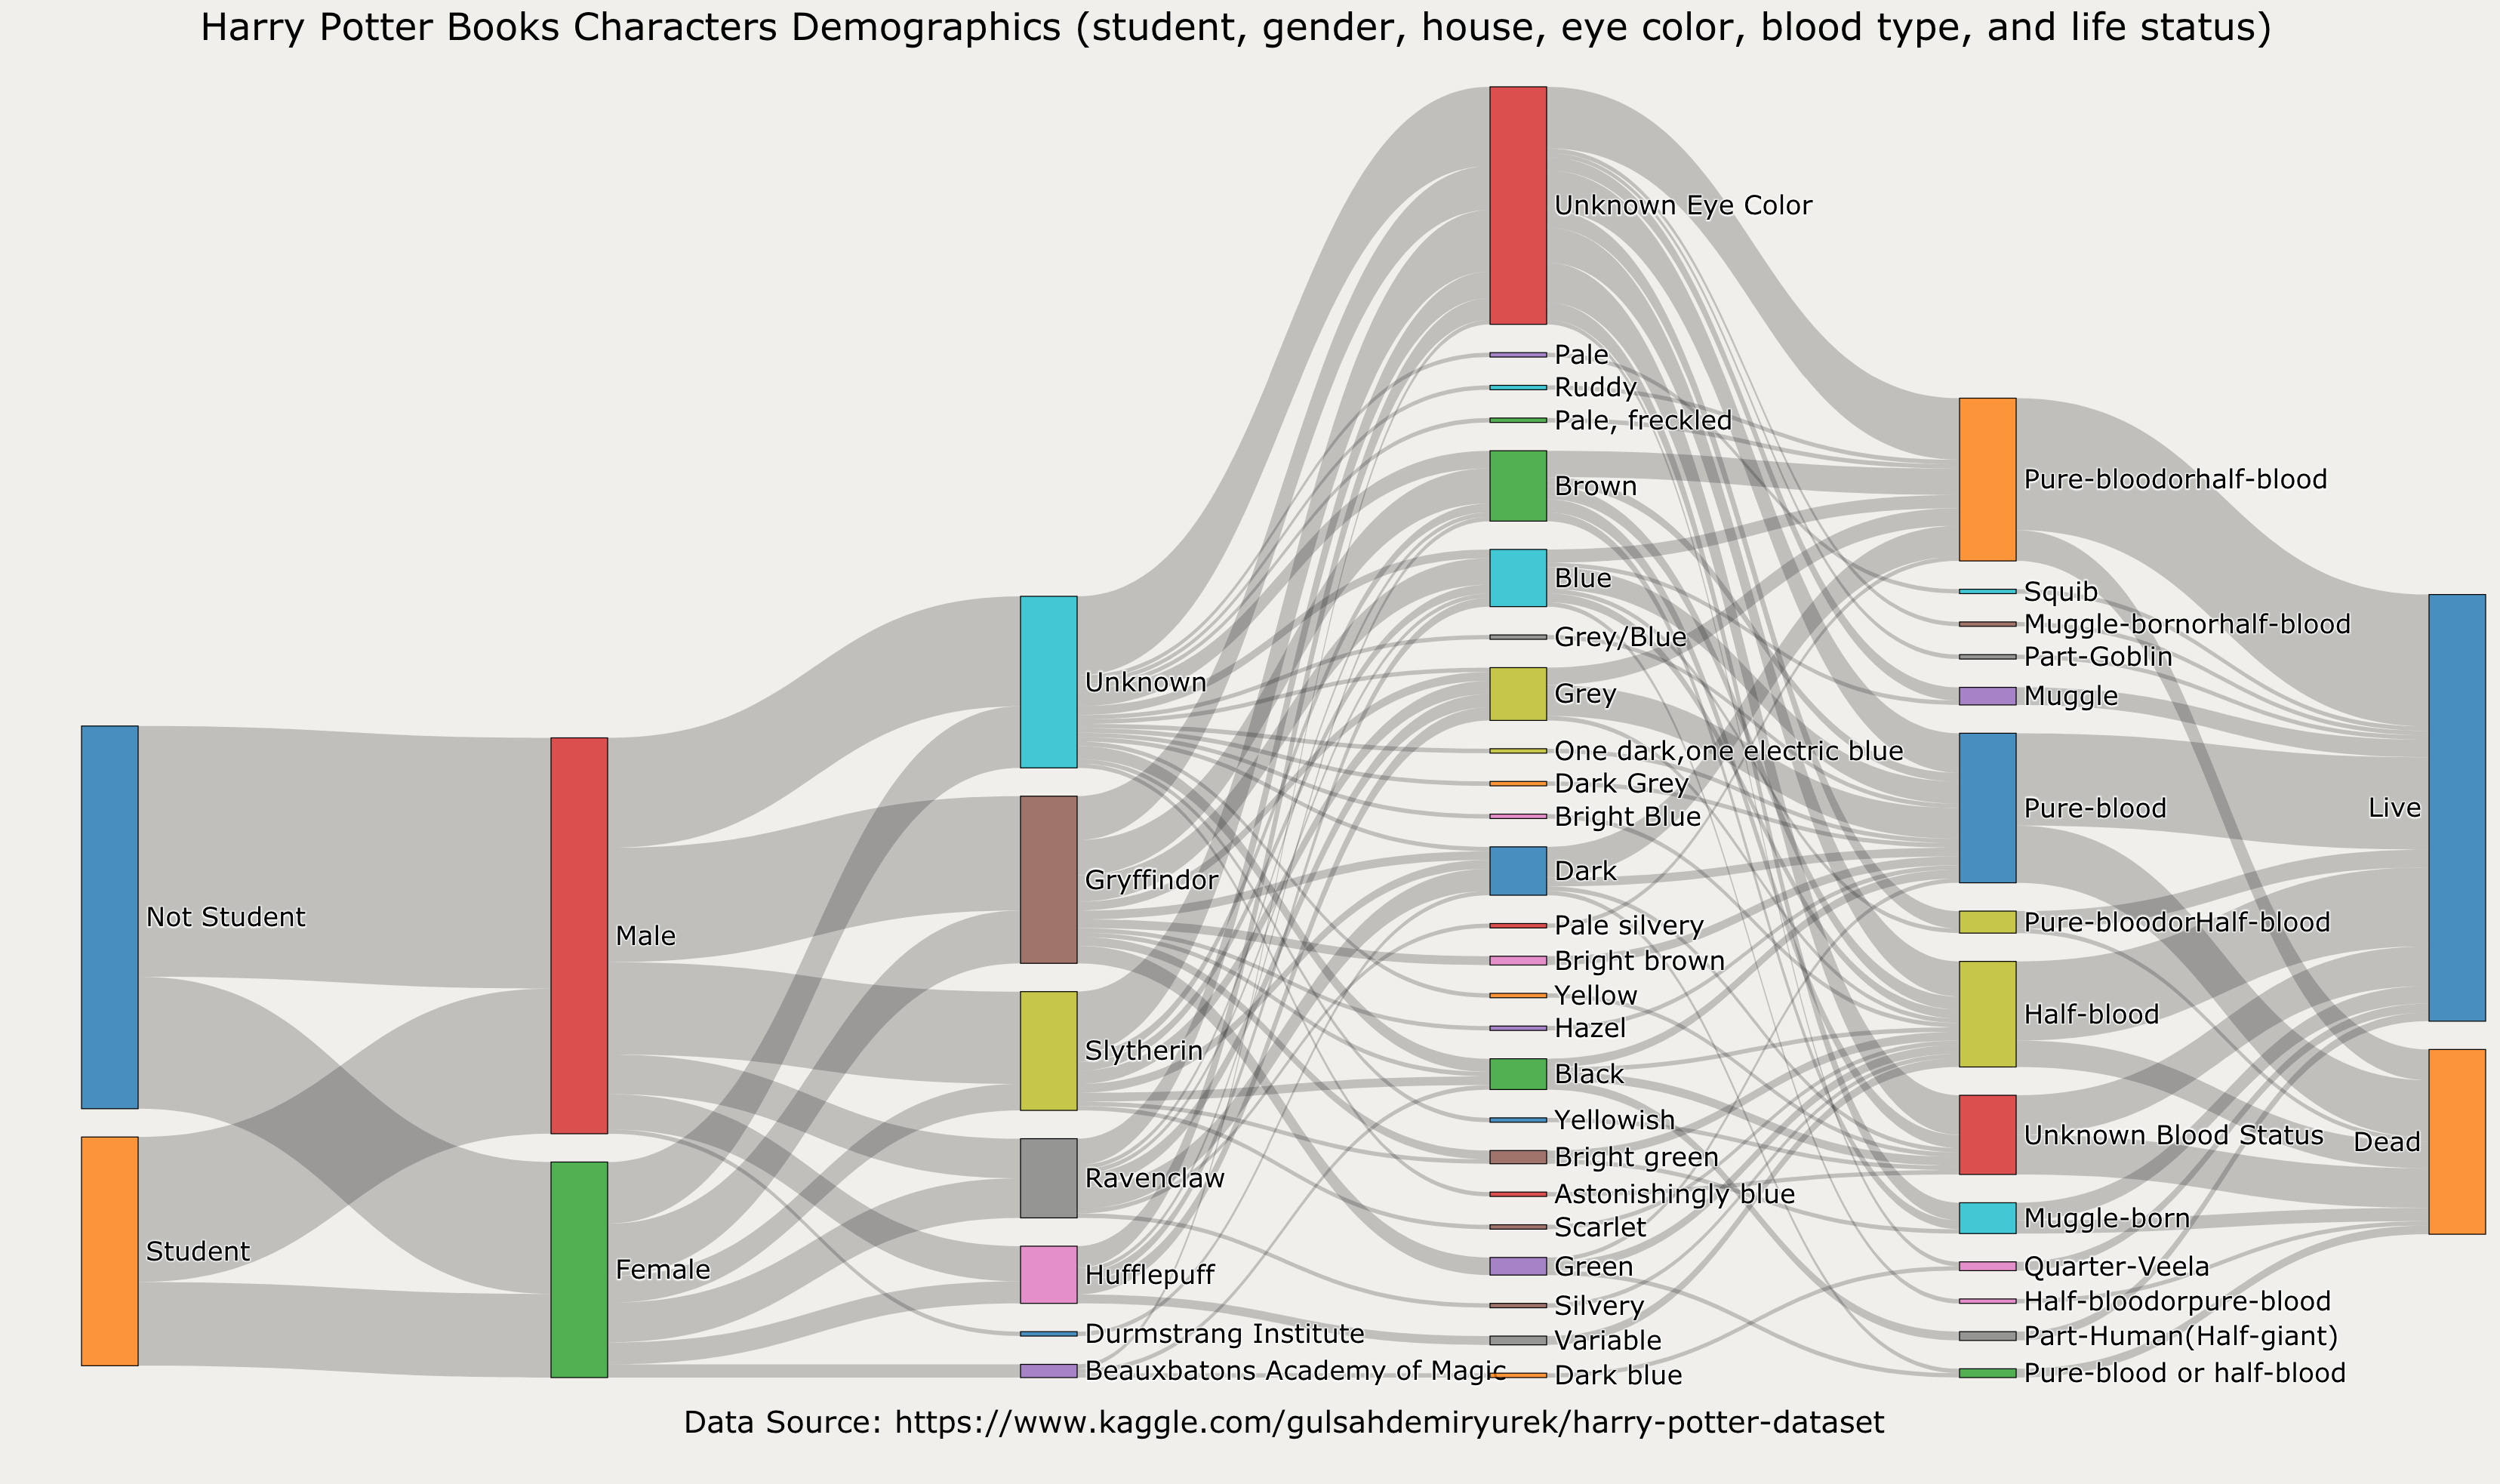 Harry Potter Books Characters Demographics (student, gender, house, eye color, blood type, and life status)
Not Student
Student
Male
Female
Unknown
Gryffindor
Slytherin
Ravenclaw
Hufflepuff
Durmstrang Institute
Beauxbatons Academy of Magic
Unknown Eye Color
Pale
Ruddy
Pale, freckled
Brown
Blue
Grey/Blue
Grey
One dark,one electric blue
Dark Grey
Bright Blue
Dark
Pale silvery
Bright brown
Yellow
Hazel
Black
Yellowish
Bright green
Astonishingly blue
Scarlet
Green
Silvery
Variable
Dark blue
Pure-bloodorhalf-blood
Squib
Muggle-bornorhalf-blood
Part-Goblin
Muggle
Pure-blood
Pure-bloodorHalf-blood
Half-blood
Unknown Blood Status
Muggle-born
Quarter-Veela
Half-bloodorpure-blood
Part-Human(Half-giant)
Pure-blood or half-blood
Live
Dead
Data Source: https://www.kaggle.com/gulsahdemiryurek/harry-potter-dataset